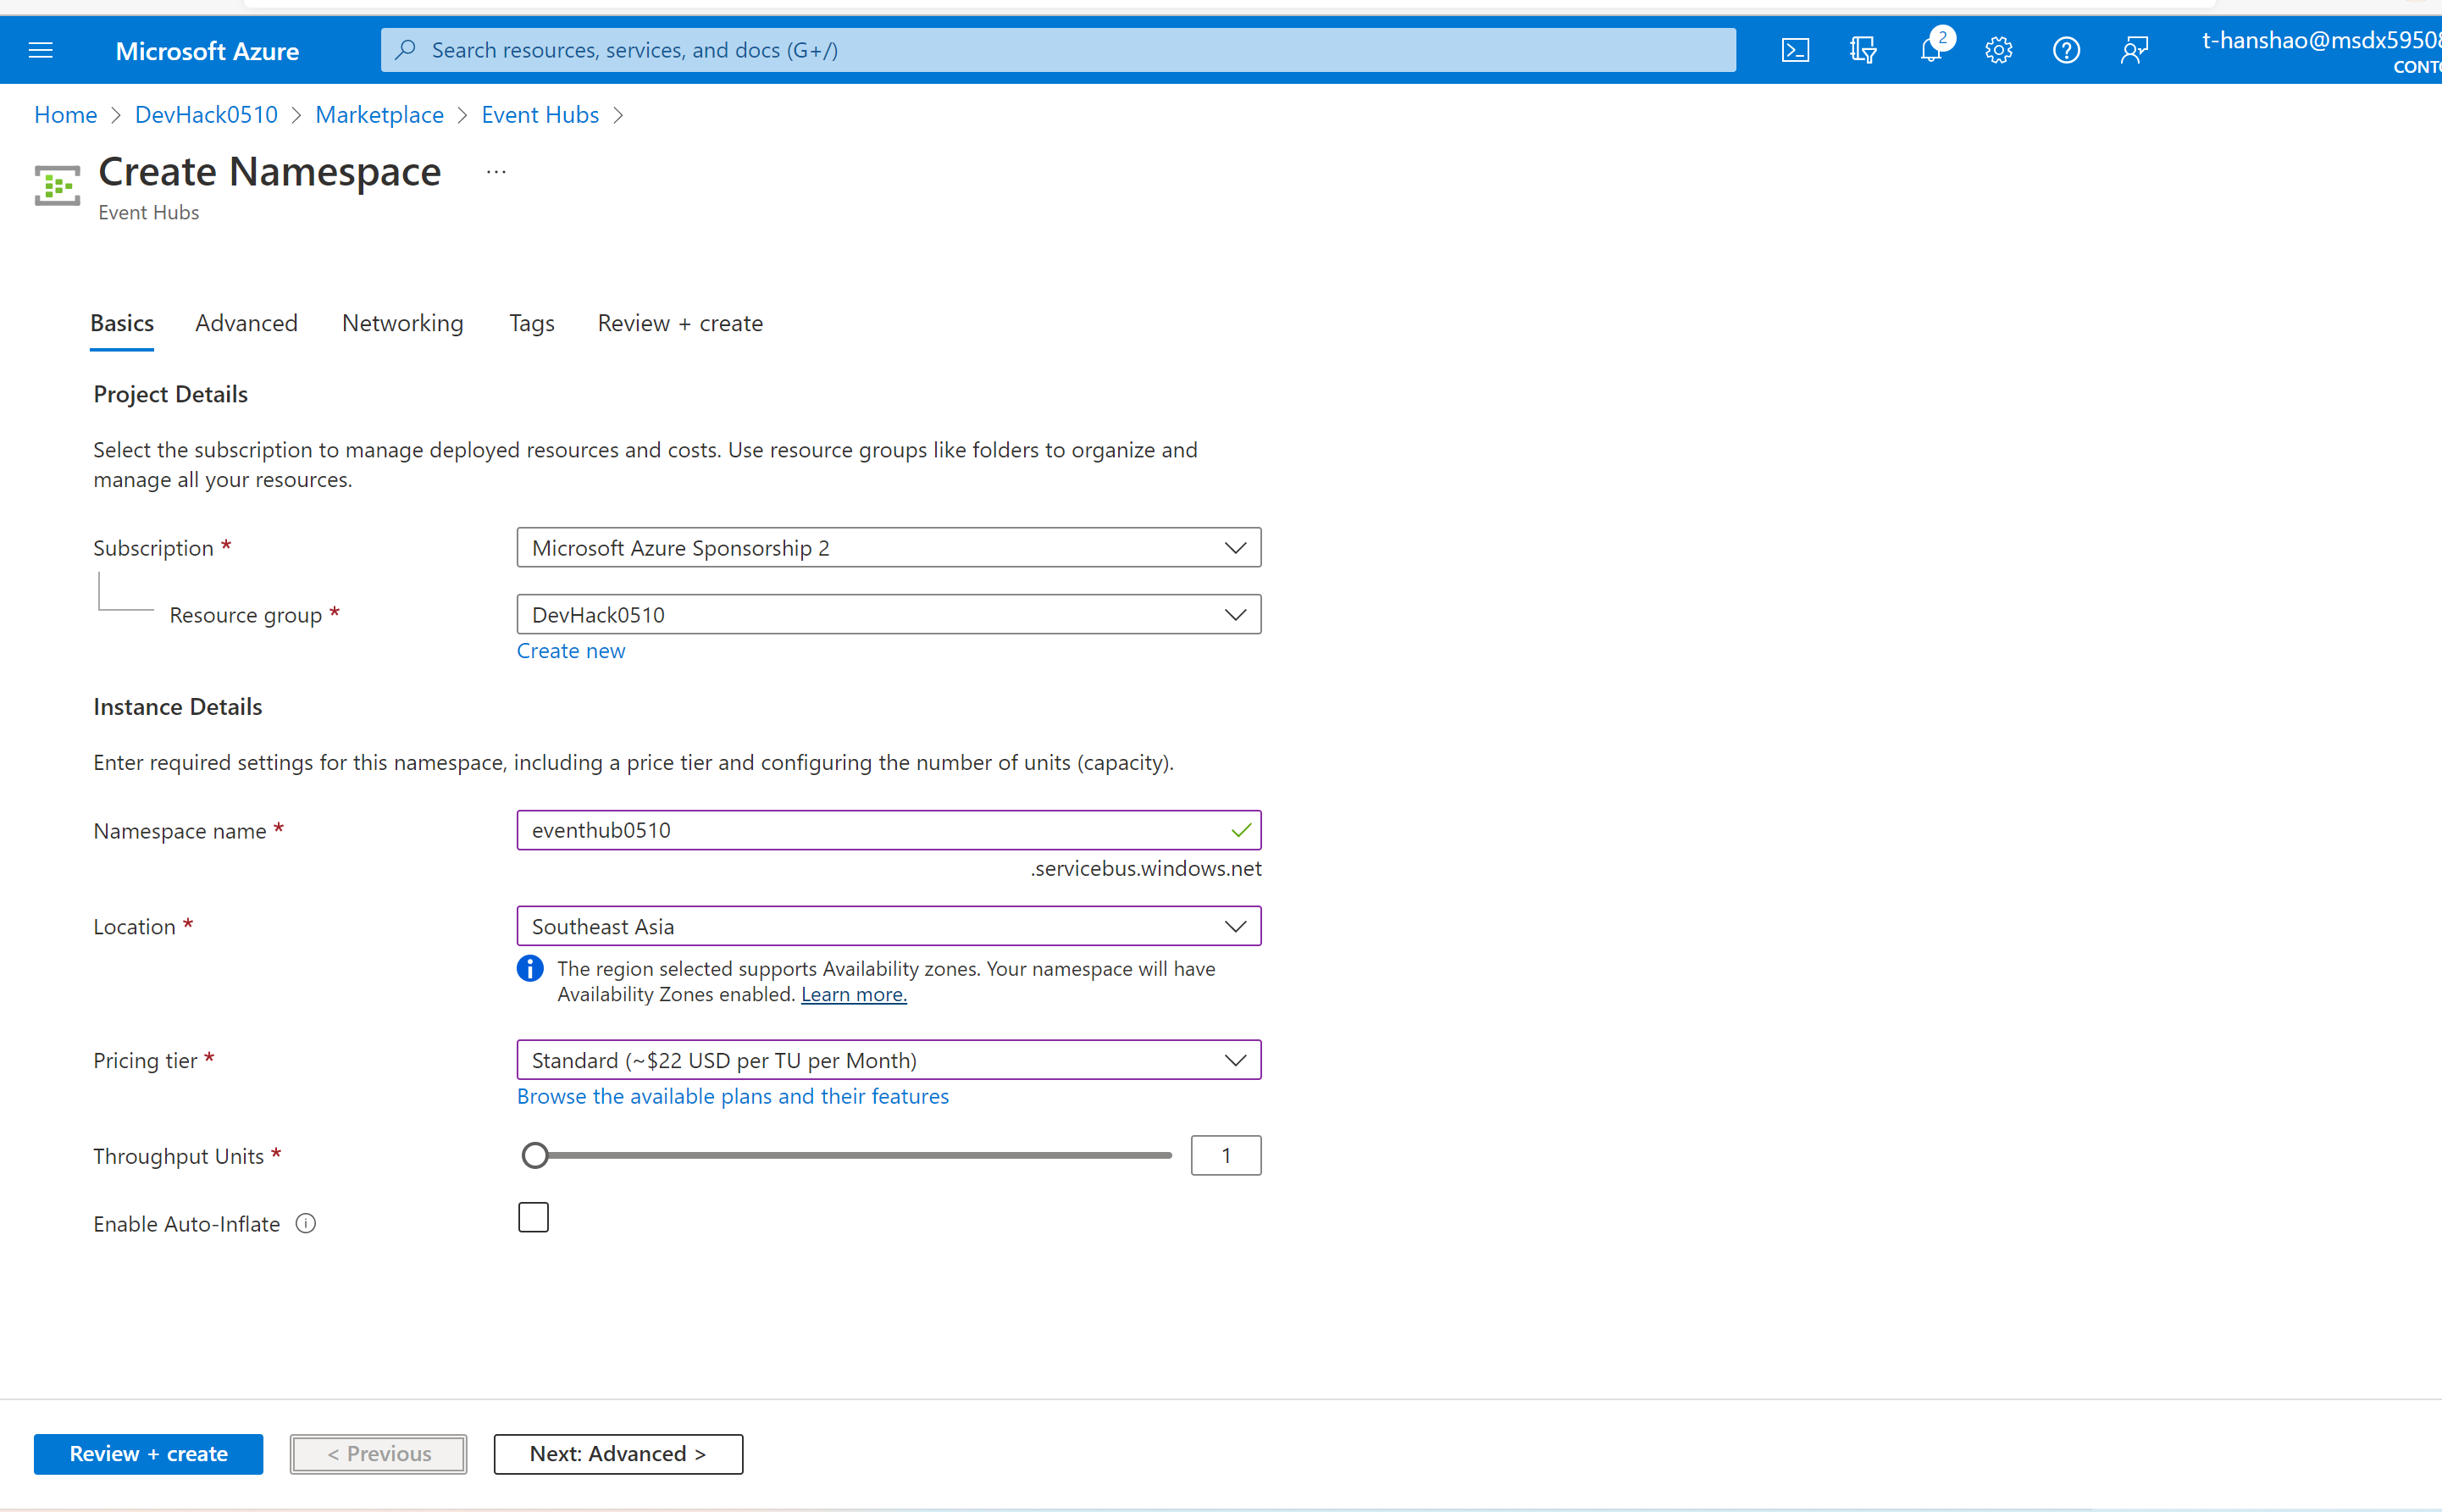 Microsoft Azure
Search resources, services, and docs (G+/)
2
t-hanshao@msdx59508
CONTO
Home > DevHack0510 > Marketplace > Event Hubs >
Create Namespace ...
Event Hubs
Basics Advanced Networking Tags Review + create
Project Details
Select the subscription to manage deployed resources and costs. Use resource groups like folders to organize and
manage all your resources.
Subscription * Microsoft Azure Sponsorship 2
Resource group * DevHack0510
Create new
Instance Details
Enter required settings for this namespace, including a price tier and configuring the number of units (capacity).
Namespace name * eventhub0510
.servicebus.windows.net
Location * Southeast Asia
The region selected supports Availability zones. Your namespace will have
Availability Zones enabled. Learn more.
Pricing tier * Standard (~$22 USD per TU per Month)
Browse the available plans and their features
Throughput Units * 1
Enable Auto-Inflate
Review + create < Previous Next: Advanced >